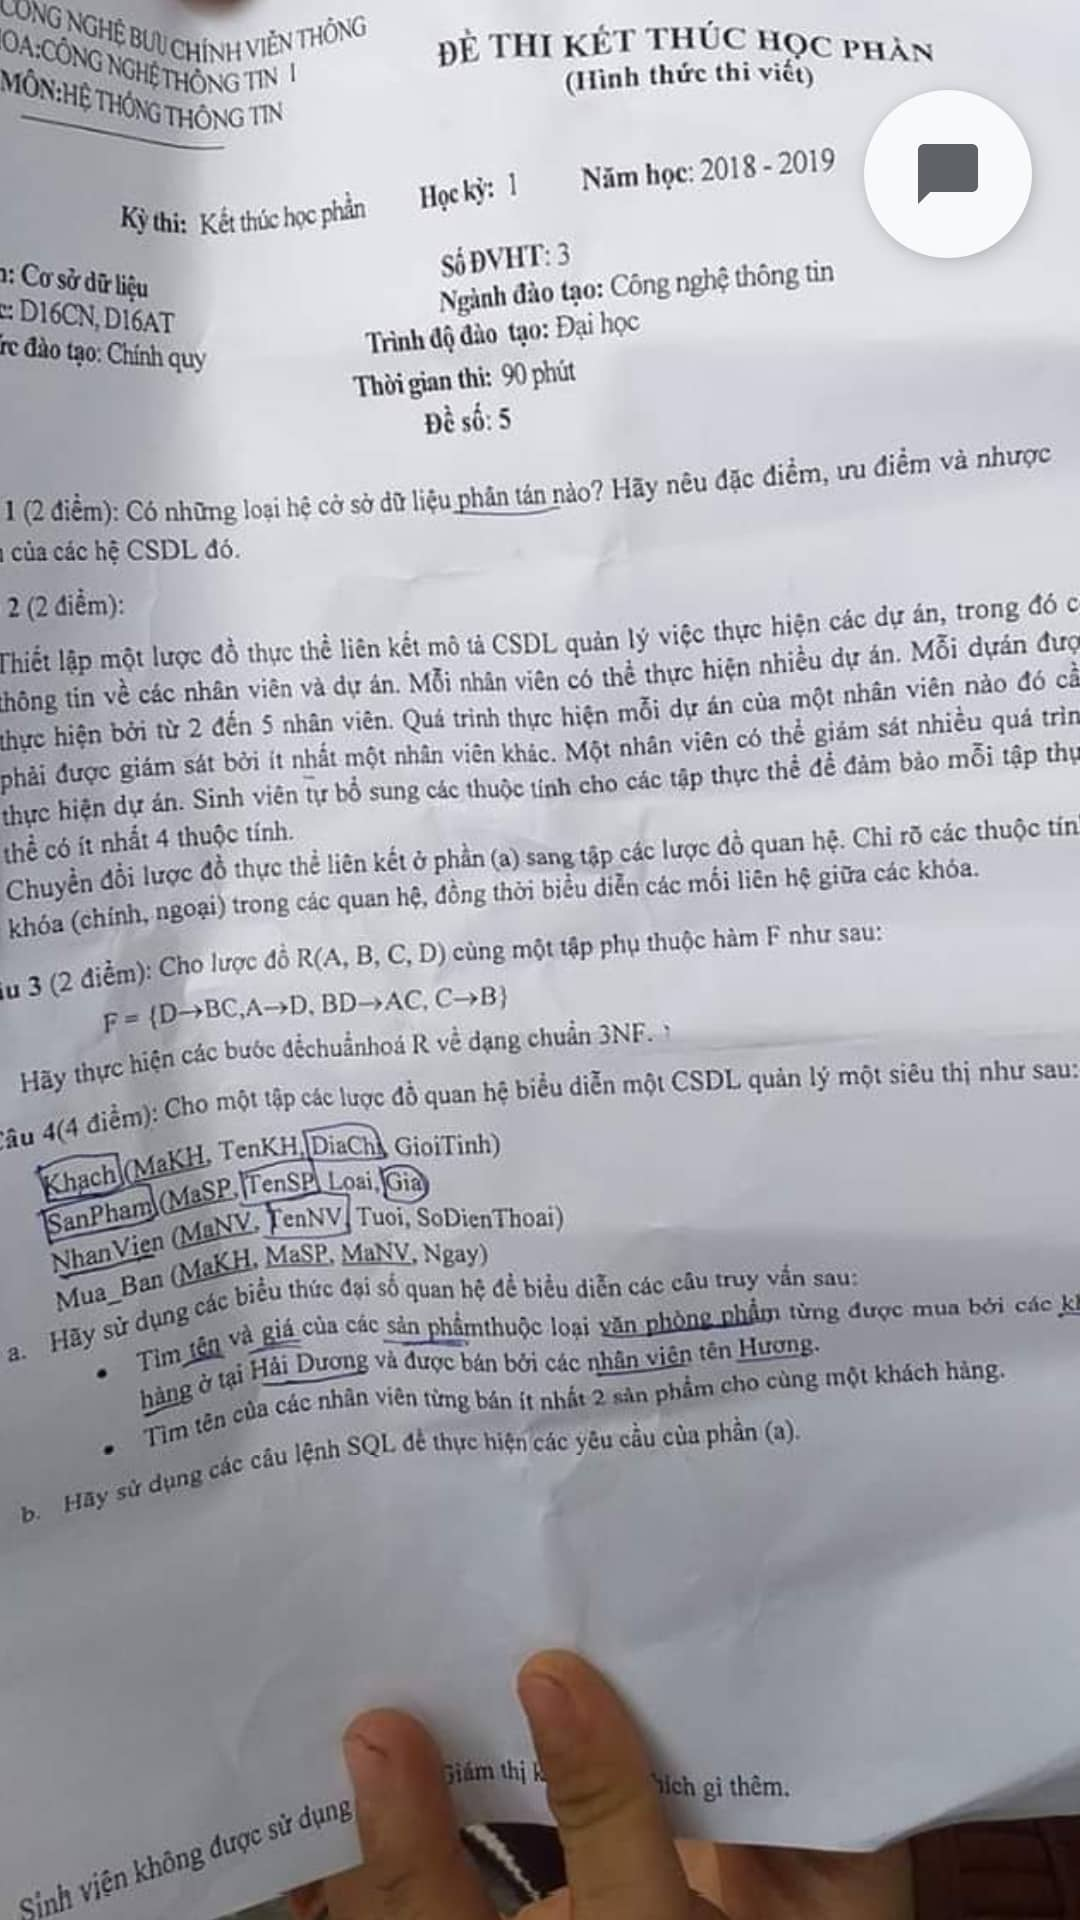 CÔNG NGHỆ BƯU CHÍNH VIỄN THÔNG
OA:CÔNG NGHỆ THÔNG TIN 1
MÔN:HỆ THỐNG THÔNG TIN
ĐỀ THI KẾT THÚC HỌC PHẦN
(Hình thức thi viết)
Kỳ thi: Kết thúc học phần Học kỳ: 1 Năm học: 2018 - 2019
n: Cơ sở dữ liệu Số ĐVHT: 3
c: D16CN, D16AT Ngành đào tạo: Công nghệ thông tin
ức đào tạo: Chính quy Trình độ đào tạo: Đại học
Thời gian thi: 90 phút
Đề số: 5
1 (2 điểm): Có những loại hệ cở sở dữ liệu phân tán nào? Hãy nêu đặc điểm, ưu điểm và nhược
của các hệ CSDL đó.
2 (2 điểm):
Thiết lập một lược đồ thực thể liên kết mô tả CSDL quản lý việc thực hiện các dự án, trong đó c
thông tin về các nhân viên và dự án. Mỗi nhân viên có thể thực hiện nhiều dự án. Mỗi dựán đượ
thực hiện bởi từ 2 đến 5 nhân viên. Quá trình thực hiện mỗi dự án của một nhân viên nào đó cầ
phải được giám sát bởi ít nhất một nhân viên khác. Một nhân viên có thể giám sát nhiều quá trìn
thực hiện dự án. Sinh viên tự bổ sung các thuộc tính cho các tập thực thể để đảm bảo mỗi tập thự
thể có ít nhất 4 thuộc tính.
Chuyển đổi lược đồ thực thể liên kết ở phần (a) sang tập các lược đồ quan hệ. Chỉ rõ các thuộc tín
khóa (chính, ngoại) trong các quan hệ, đồng thời biểu diễn các mối liên hệ giữa các khóa.
âu 3 (2 điểm): Cho lược đồ R(A, B, C, D) cùng một tập phụ thuộc hàm F như sau:
F = {D→BC,A→D, BD→AC, C→B}
Hãy thực hiện các bước đểchuẩnhoá R về dạng chuẩn 3NF.
Câu 4(4 điểm): Cho một tập các lược đồ quan hệ biểu diễn một CSDL quản lý một siêu thị như sau:
Khach (MaKH, TenKH, DiaChi, GioiTinh)
SanPham (MaSP, TenSP, Loai, Gia)
NhanVien (MaNV, TenNV, Tuoi, SoDienThoai)
Mua_Ban (MaKH, MaSP, MaNV, Ngay)
a. Hãy sử dụng các biểu thức đại số quan hệ để biểu diễn các câu truy vấn sau:
• Tìm tên và giá của các sản phẩmthuộc loại văn phòng phẩm từng được mua bởi các kh
hàng ở tại Hải Dương và được bán bởi các nhân viên tên Hương.
• Tìm tên của các nhân viên từng bán ít nhất 2 sản phẩm cho cùng một khách hàng.
b. Hãy sử dụng các câu lệnh SQL để thực hiện các yêu cầu của phần (a).
Sinh viên không được sử dụng Giám thị k hích gì thêm.